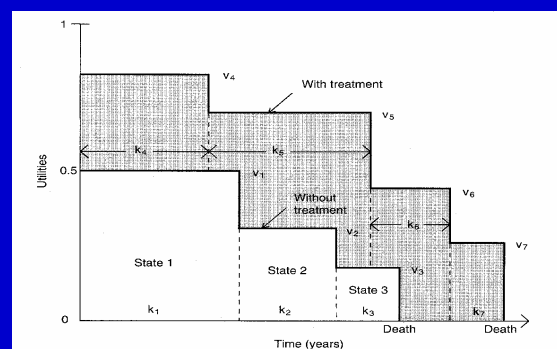 1
v4
With treatment
v5
k4
k5
Utilities
0.5
v1
v6
Without
treatment
k6
v2
v7
State 1
State 2
v3
State 3
k1
k2
k3
k7
0
Death
Death
Time (years)